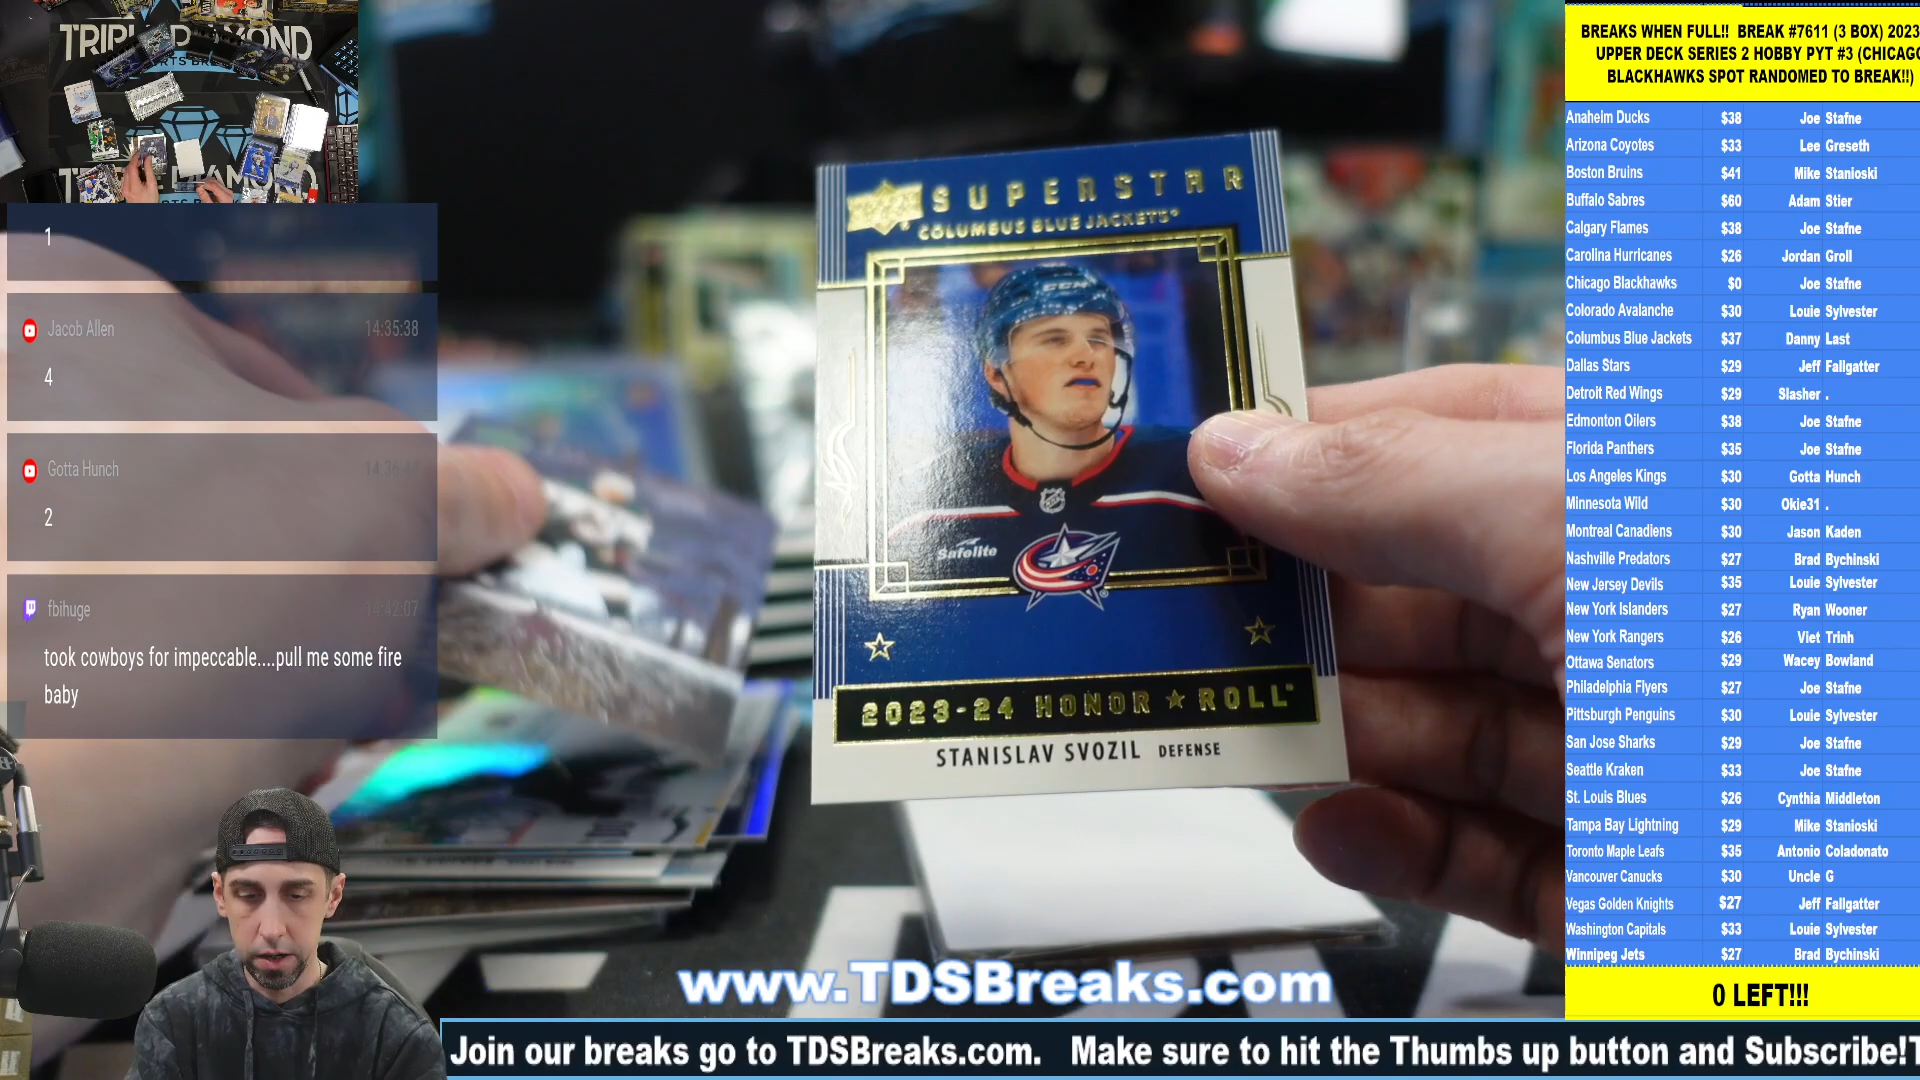 1
Jacob Allen 14:35:38
4
Gotta Hunch
2
fbihuge
took cowboys for impeccable....pull me some fire
baby
SUPERSTAR
COLUMBUS BLUE JACKETS
Safelite
2023-24 HONOR ★ ROLL
STANISLAV SVOZIL DEFENSE
www.TDSBreaks.com
Join our breaks go to TDSBreaks.com. Make sure to hit the Thumbs up button and Subscribe!
BREAKS WHEN FULL!! BREAK #7611 (3 BOX) 2023
UPPER DECK SERIES 2 HOBBY PYT #3 (CHICAGO
BLACKHAWKS SPOT RANDOMED TO BREAK!!)
Anaheim Ducks $38 Joe Stafne
Arizona Coyotes $33 Lee Greseth
Boston Bruins $41 Mike Stanioski
Buffalo Sabres $60 Adam Stier
Calgary Flames $38 Joe Stafne
Carolina Hurricanes $26 Jordan Groll
Chicago Blackhawks $0 Joe Stafne
Colorado Avalanche $30 Louie Sylvester
Columbus Blue Jackets $37 Danny Last
Dallas Stars $29 Jeff Fallgatter
Detroit Red Wings $29 Slasher .
Edmonton Oilers $38 Joe Stafne
Florida Panthers $35 Joe Stafne
Los Angeles Kings $30 Gotta Hunch
Minnesota Wild $30 Okie31 .
Montreal Canadiens $30 Jason Kaden
Nashville Predators $27 Brad Bychinski
New Jersey Devils $35 Louie Sylvester
New York Islanders $27 Ryan Wooner
New York Rangers $26 Viet Trinh
Ottawa Senators $29 Wacey Bowland
Philadelphia Flyers $27 Joe Stafne
Pittsburgh Penguins $30 Louie Sylvester
San Jose Sharks $29 Joe Stafne
Seattle Kraken $33 Joe Stafne
St. Louis Blues $26 Cynthia Middleton
Tampa Bay Lightning $29 Mike Stanioski
Toronto Maple Leafs $35 Antonio Coladonato
Vancouver Canucks $30 Uncle G
Vegas Golden Knights $27 Jeff Fallgatter
Washington Capitals $33 Louie Sylvester
Winnipeg Jets $27 Brad Bychinski
0 LEFT!!!